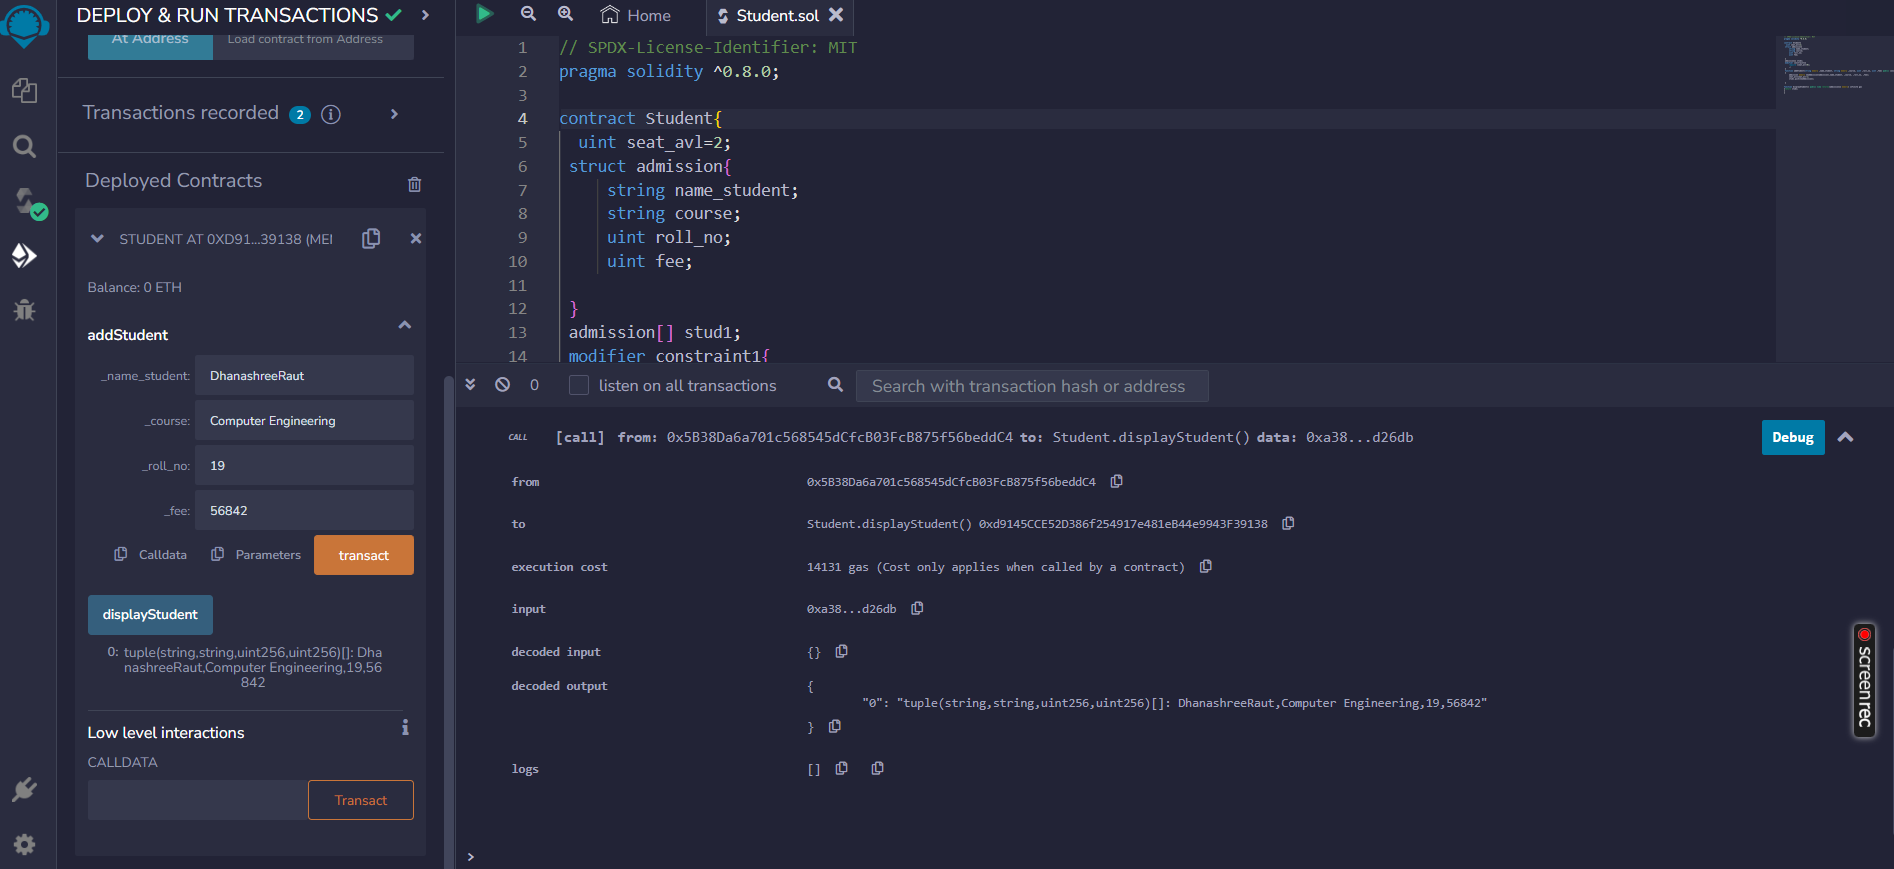 DEPLOY & RUN TRANSACTIONS
At Address
Load contract from Address
Transactions recorded 2
Deployed Contracts
STUDENT AT 0XD91...39138 (MEI
Balance: 0 ETH
addStudent
_name_student: DhanashreeRaut
_course: Computer Engineering
_roll_no: 19
_fee: 56842
Calldata Parameters transact
displayStudent
0: tuple(string,string,uint256,uint256)[]: Dha
nashreeRaut,Computer Engineering,19,56
842
Low level interactions
CALLDATA
Transact
Home Student.sol
1 // SPDX-License-Identifier: MIT
2 pragma solidity ^0.8.0;
3
4 contract Student{
5 uint seat_avl=2;
6 struct admission{
7 string name_student;
8 string course;
9 uint roll_no;
10 uint fee;
11
12 }
13 admission[] stud1;
14 modifier constraint1{
0 listen on all transactions Search with transaction hash or address
CALL [call] from: 0x5B38Da6a701c568545dCfcB03FcB875f56beddC4 to: Student.displayStudent() data: 0xa38...d26db Debug
from 0x5B38Da6a701c568545dCfcB03FcB875f56beddC4
to Student.displayStudent() 0xd9145CCE52D386f254917e481eB44e9943F39138
execution cost 14131 gas (Cost only applies when called by a contract)
input 0xa38...d26db
decoded input {}
decoded output {
"0": "tuple(string,string,uint256,uint256)[]: DhanashreeRaut,Computer Engineering,19,56842"
}
logs []
>
screenrec